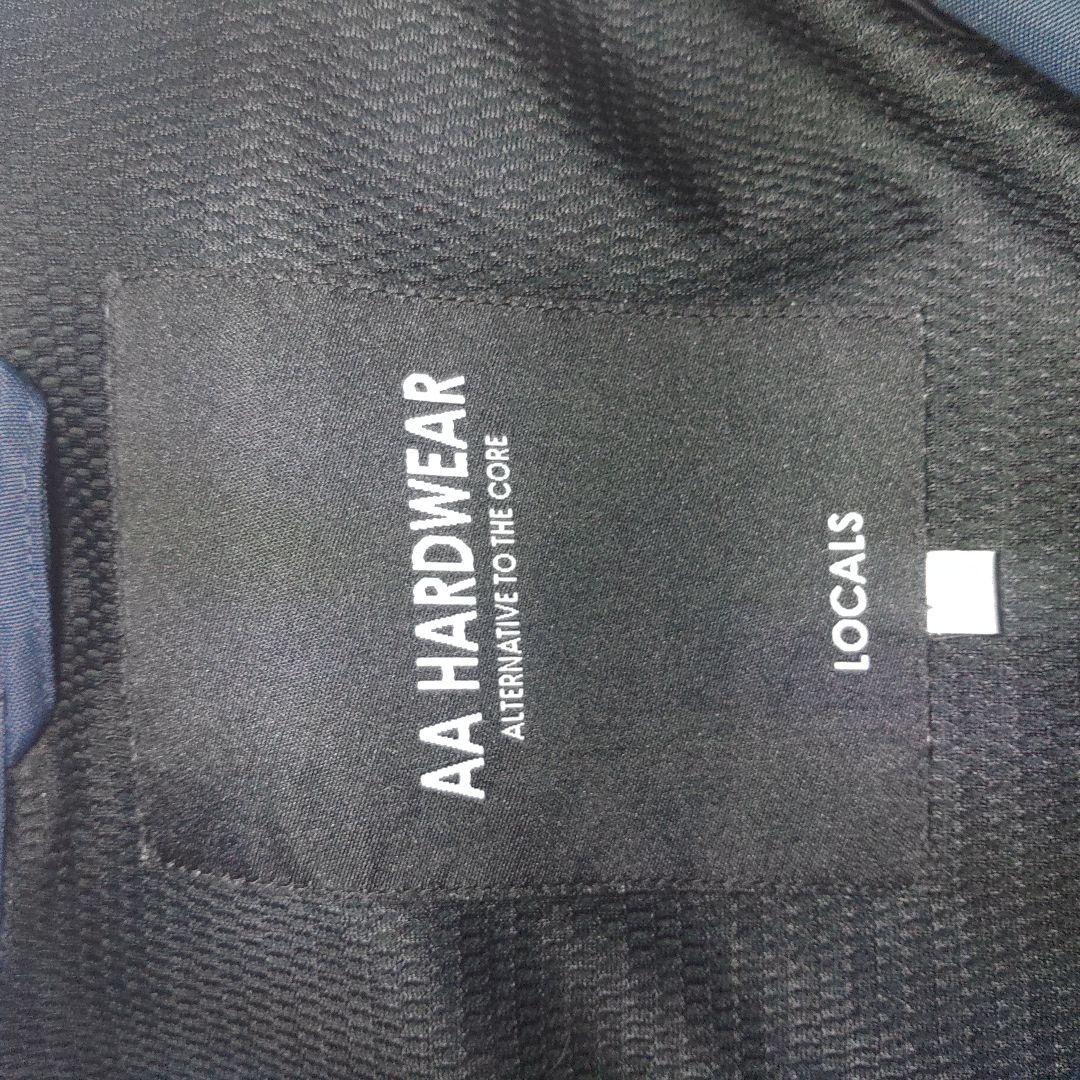 AA HARDWEAR
ALTERNATIVE TO THE CORE
LOCALS